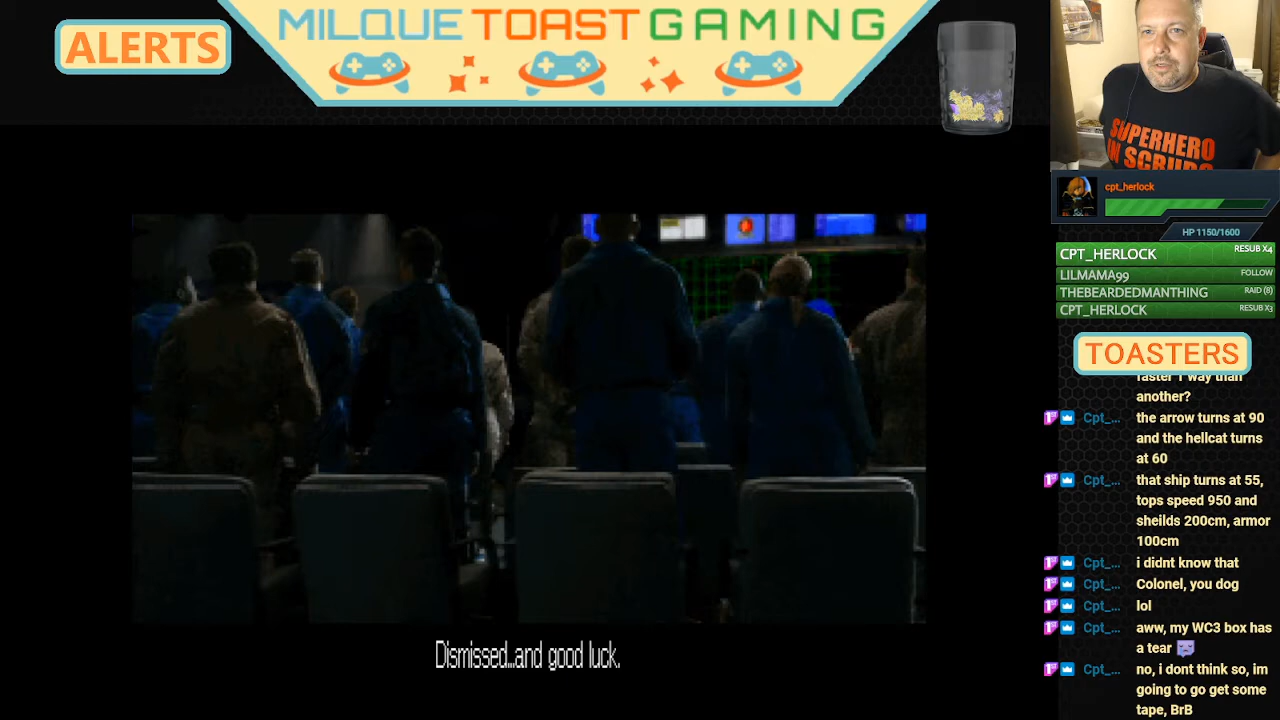 ALERTS
MILQUETOASTGAMING
SUPERHERO
IN SCRUBS
cpt_herlock
HP 1150/1600
CPT_HERLOCK RESUB X4
LILMAMA99 FOLLOW
THEBEARDEDMANTHING RAID (8)
CPT_HERLOCK RESUB X3
TOASTERS
faster 1 way than
another?
Cpt_... the arrow turns at 90
and the hellcat turns
at 60
Cpt_... that ship turns at 55,
tops speed 950 and
sheilds 200cm, armor
100cm
Cpt_... i didnt know that
Cpt_... Colonel, you dog
Cpt_... lol
Cpt_... aww, my WC3 box has
a tear
Cpt_... no, i dont think so, im
going to go get some
tape, BrB
Dismissed...and good luck.